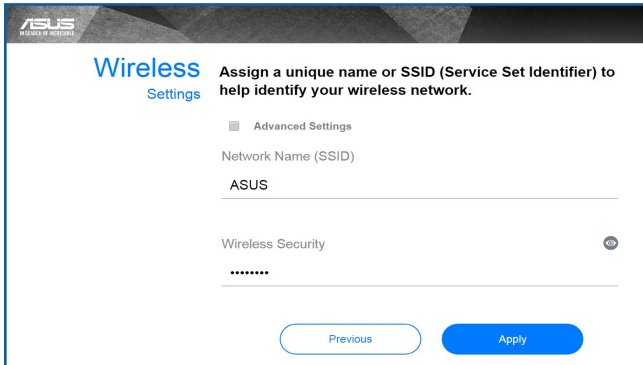 ASUS
IN SEARCH OF INCREDIBLE
Wireless
Settings
Assign a unique name or SSID (Service Set Identifier) to
help identify your wireless network.
Advanced Settings
Network Name (SSID)
ASUS
Wireless Security
••••••••
Previous
Apply